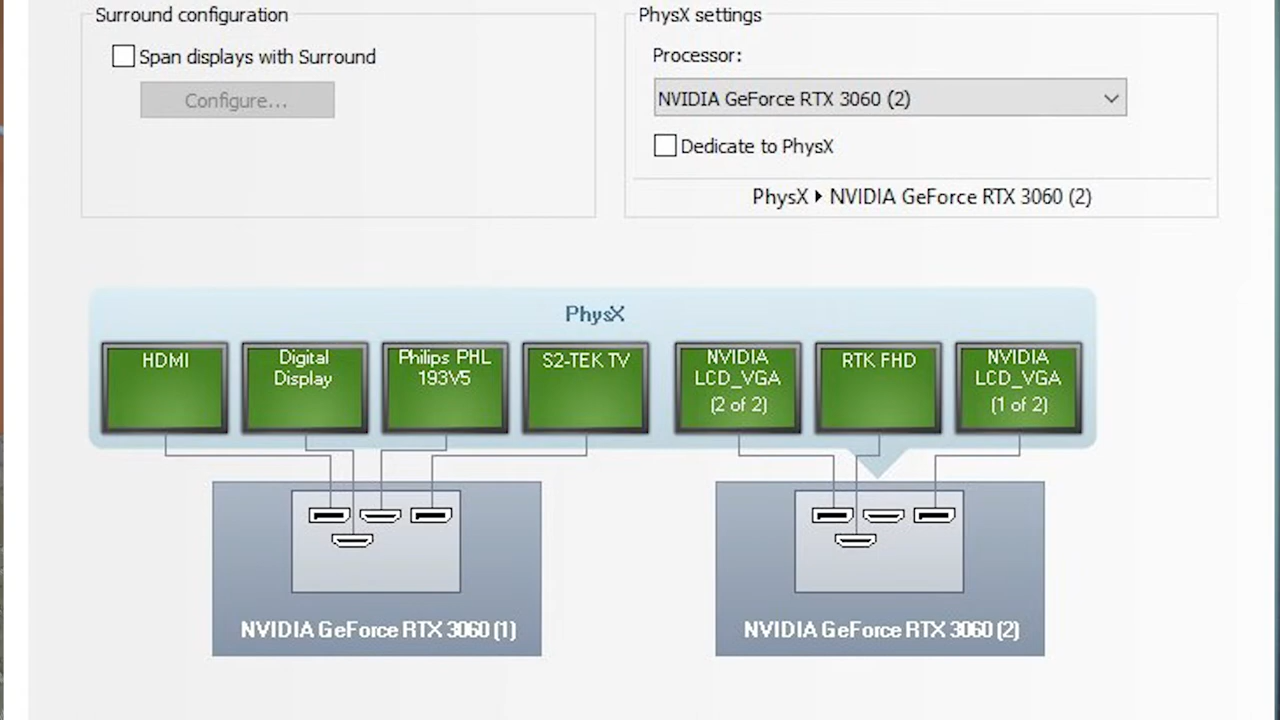 Surround configuration
Span displays with Surround
Configure...
PhysX settings
Processor:
NVIDIA GeForce RTX 3060 (2)
Dedicate to PhysX
PhysX NVIDIA GeForce RTX 3060 (2)
PhysX
HDMI
Digital
Display
Philips PHL
193V5
S2-TEK TV
NVIDIA
LCD_VGA
(2 of 2)
RTK FHD
NVIDIA
LCD_VGA
(1 of 2)
NVIDIA GeForce RTX 3060 (1)
NVIDIA GeForce RTX 3060 (2)